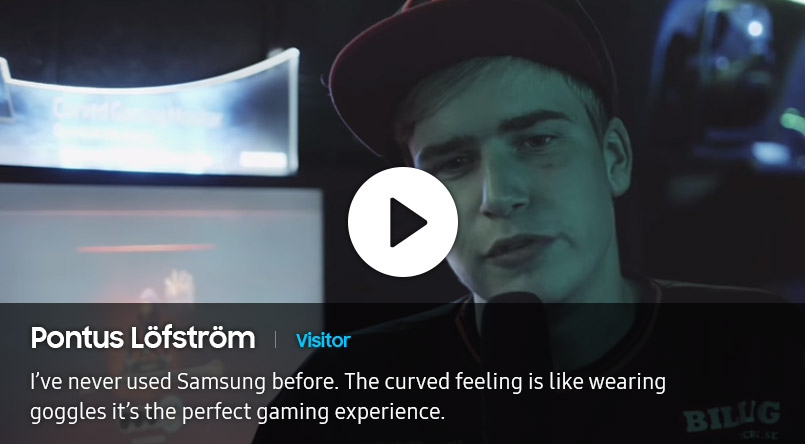 Curved Gaming Monitor
Pontus Löfström | Visitor
I’ve never used Samsung before. The curved feeling is like wearing
goggles it’s the perfect gaming experience.
BILLIG